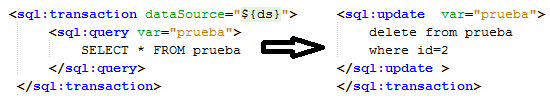 <sql:transaction dataSource="${ds}">
<sql:query var="prueba">
SELECT * FROM prueba
</sql:query>
</sql:transaction>
<sql:update  var="prueba">
delete from prueba
where id=2
</sql:update >
</sql:transaction>